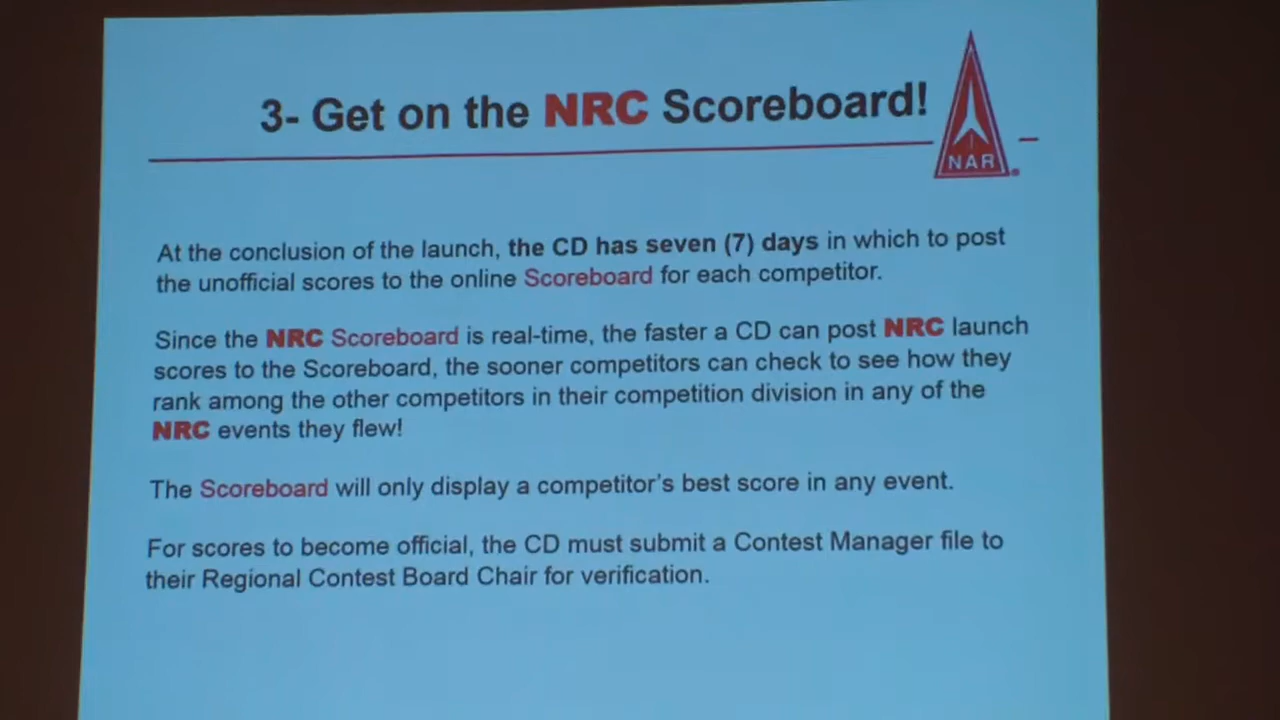 3- Get on the NRC Scoreboard!
NAR
At the conclusion of the launch, the CD has seven (7) days in which to post
the unofficial scores to the online Scoreboard for each competitor.
Since the NRC Scoreboard is real-time, the faster a CD can post NRC launch
scores to the Scoreboard, the sooner competitors can check to see how they
rank among the other competitors in their competition division in any of the
NRC events they flew!
The Scoreboard will only display a competitor's best score in any event.
For scores to become official, the CD must submit a Contest Manager file to
their Regional Contest Board Chair for verification.